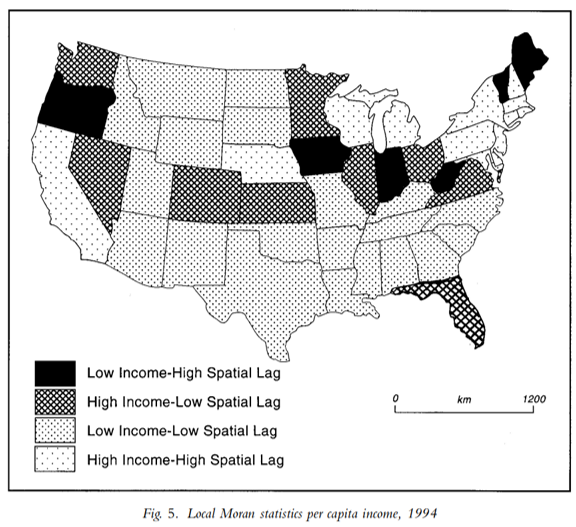 Low Income-High Spatial Lag
High Income-Low Spatial Lag
Low Income-Low Spatial Lag
High Income-High Spatial Lag
0 km 1200
Fig. 5. Local Moran statistics per capita income, 1994